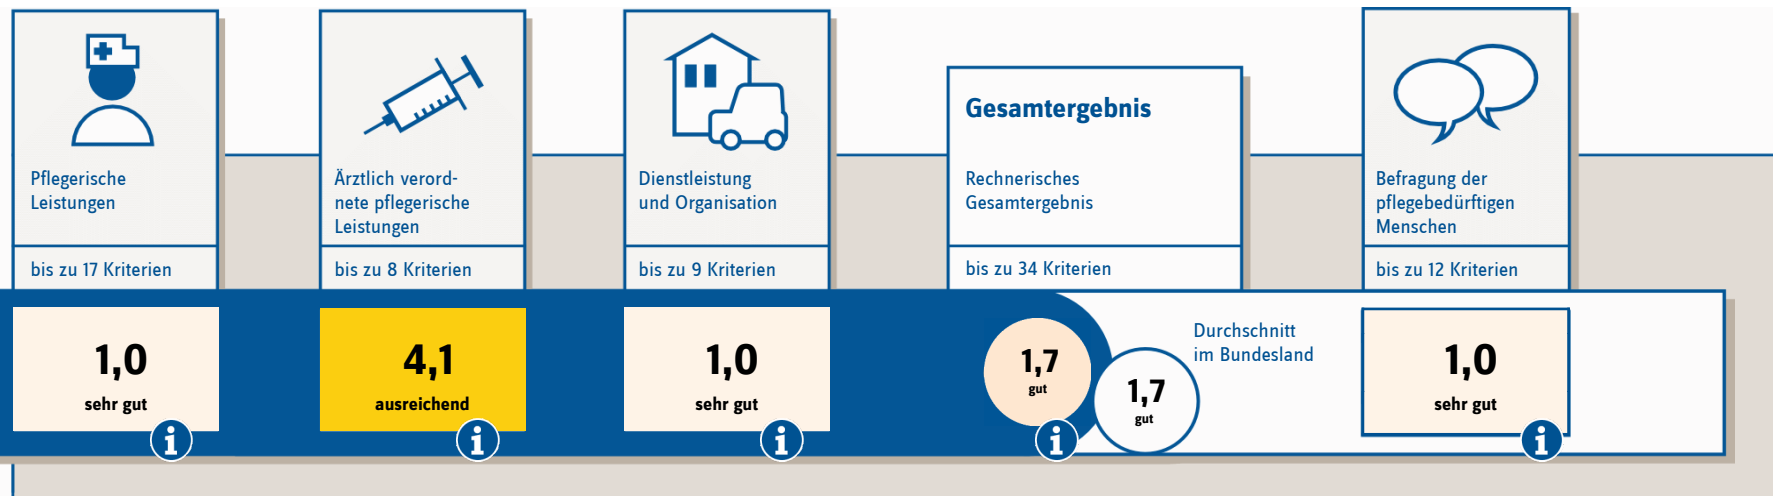 Pflegerische
Leistungen
bis zu 17 Kriterien
1,0
sehr gut
i
Ärztlich verord-
nete pflegerische
Leistungen
bis zu 8 Kriterien
4,1
ausreichend
i
Dienstleistung
und Organisation
bis zu 9 Kriterien
1,0
sehr gut
i
Gesamtergebnis
Rechnerisches
Gesamtergebnis
bis zu 34 Kriterien
1,7
gut
i
Durchschnitt
im Bundesland
1,7
gut
Befragung der
pflegebedürftigen
Menschen
bis zu 12 Kriterien
1,0
sehr gut
i